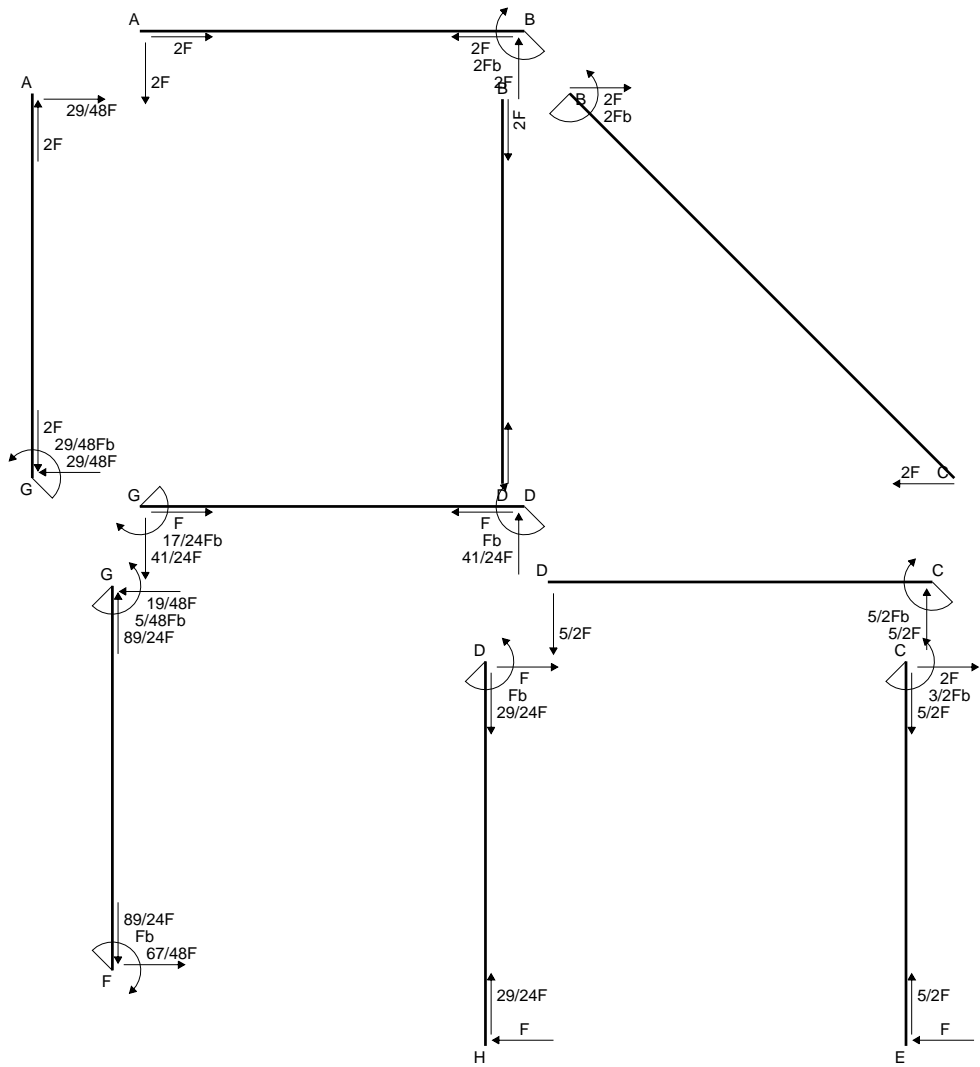 A
B
2F
2F
2Fb
2F
2F
A
29/48F
2F
2F
29/48Fb
29/48F
G
B
2F
D
B
2F
2Fb
2F
C
G
D
F
17/24Fb
41/24F
F
Fb
41/24F
D
C
5/2F
5/2Fb
5/2F
G
19/48F
5/48Fb
89/24F
89/24F
Fb
67/48F
F
D
F
Fb
29/24F
29/24F
F
H
C
2F
3/2Fb
5/2F
5/2F
F
E